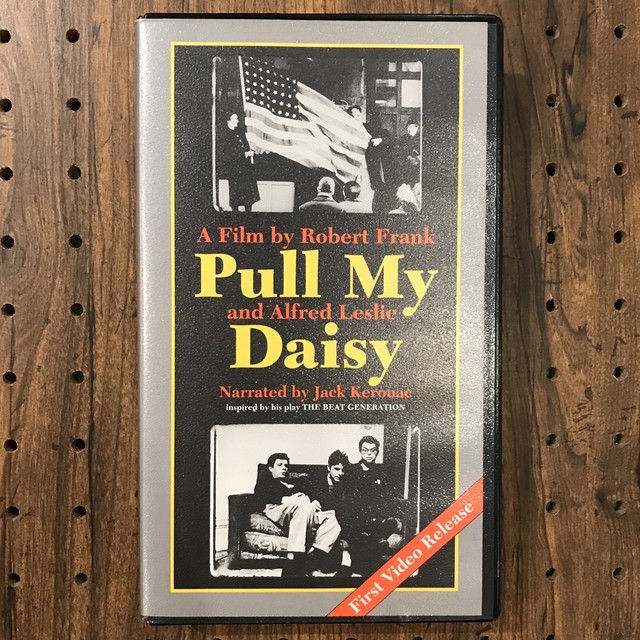 A Film by Robert Frank
Pull My
and Alfred Leslie
Daisy
Narrated by Jack Kerouac
inspired by his play THE BEAT GENERATION
First Video Release